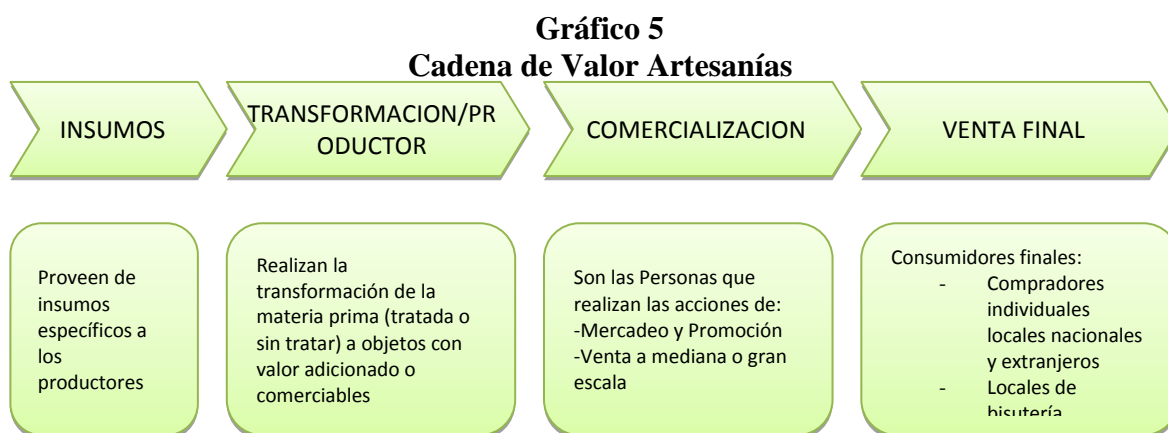 Gráfico 5
Cadena de Valor Artesanías
INSUMOS
TRANSFORMACION/PR
ODUCTOR
COMERCIALIZACION
VENTA FINAL
Proveen de
insumos
específicos a
los
productores
Realizan la
transformación de la
materia prima (tratada o
sin tratar) a objetos con
valor adicionado o
comerciables
Son las Personas que
realizan las acciones de:
-Mercadeo y Promoción
-Venta a mediana o gran
escala
Consumidores finales:
- Compradores
individuales
locales nacionales
y extranjeros
- Locales de
bisutería